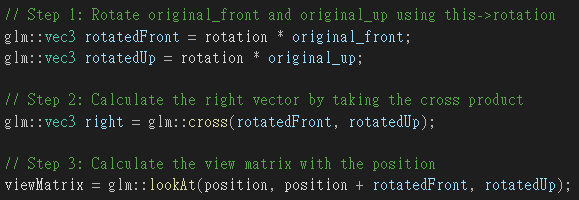 // Step 1: Rotate original_front and original_up using this->rotation
glm::vec3 rotatedFront = rotation * original_front;
glm::vec3 rotatedUp = rotation * original_up;
// Step 2: Calculate the right vector by taking the cross product
glm::vec3 right = glm::cross(rotatedFront, rotatedUp);
// Step 3: Calculate the view matrix with the position
viewMatrix = glm::lookAt(position, position + rotatedFront, rotatedUp);